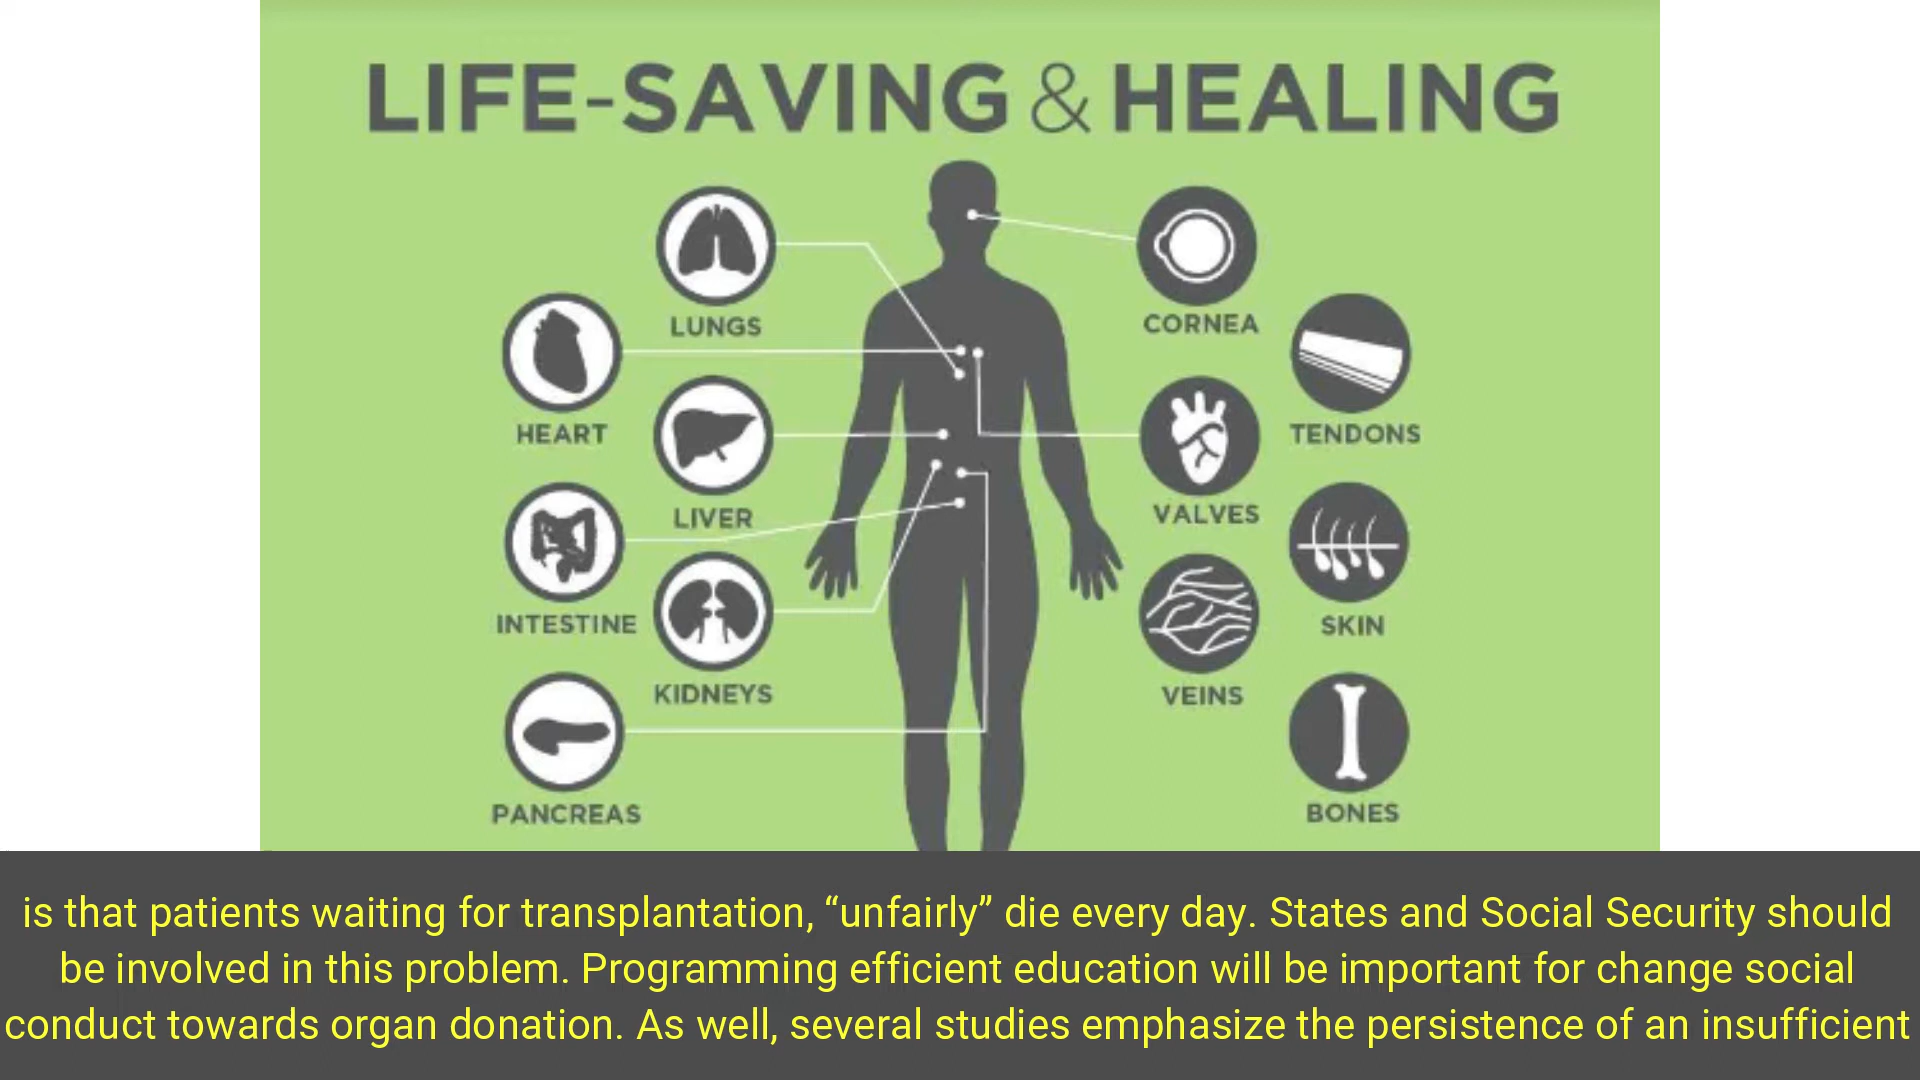 LIFE-SAVING & HEALING
LUNGS
CORNEA
HEART
TENDONS
LIVER
VALVES
INTESTINE
SKIN
KIDNEYS
VEINS
PANCREAS
BONES
is that patients waiting for transplantation, “unfairly” die every day. States and Social Security should
be involved in this problem. Programming efficient education will be important for change social
conduct towards organ donation. As well, several studies emphasize the persistence of an insufficient